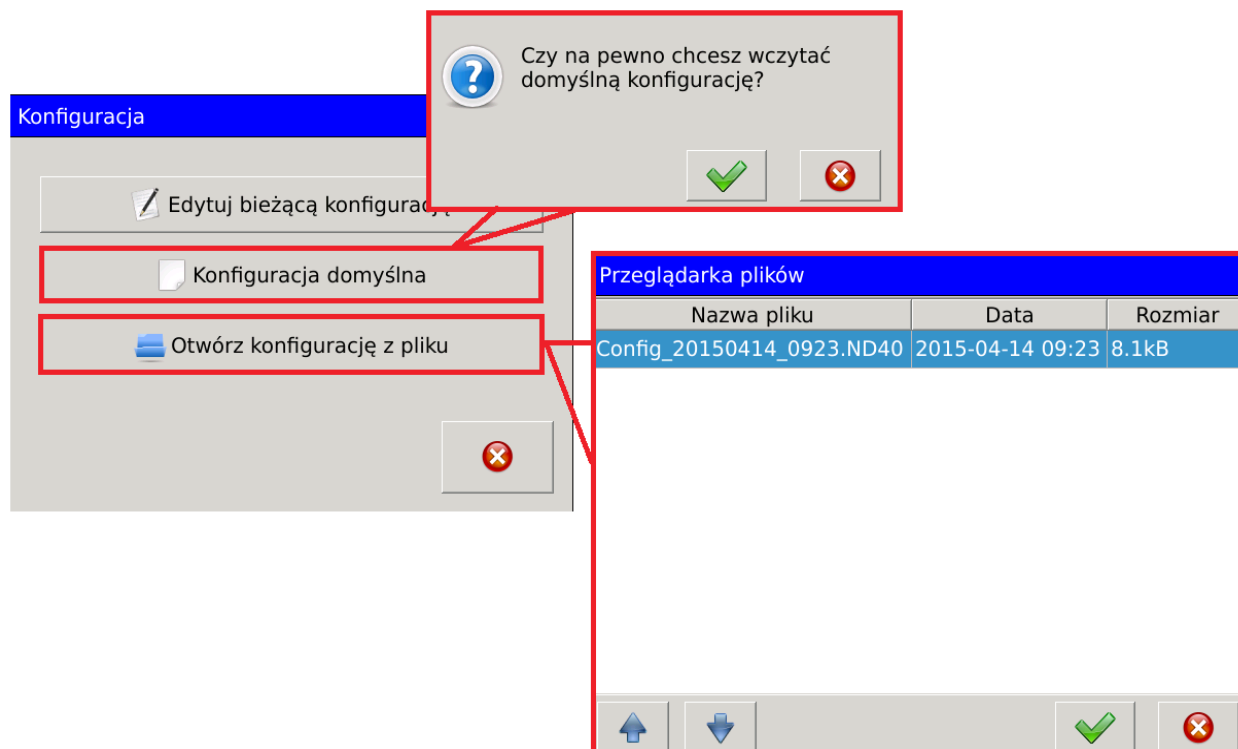 Czy na pewno chcesz wczytać
domyślną konfigurację?
Konfiguracja
Edytuj bieżącą konfigurację
Konfiguracja domyślna
Otwórz konfigurację z pliku
Przeglądarka plików
Nazwa pliku Data Rozmiar
Config_20150414_0923.ND40 2015-04-14 09:23 8.1kB